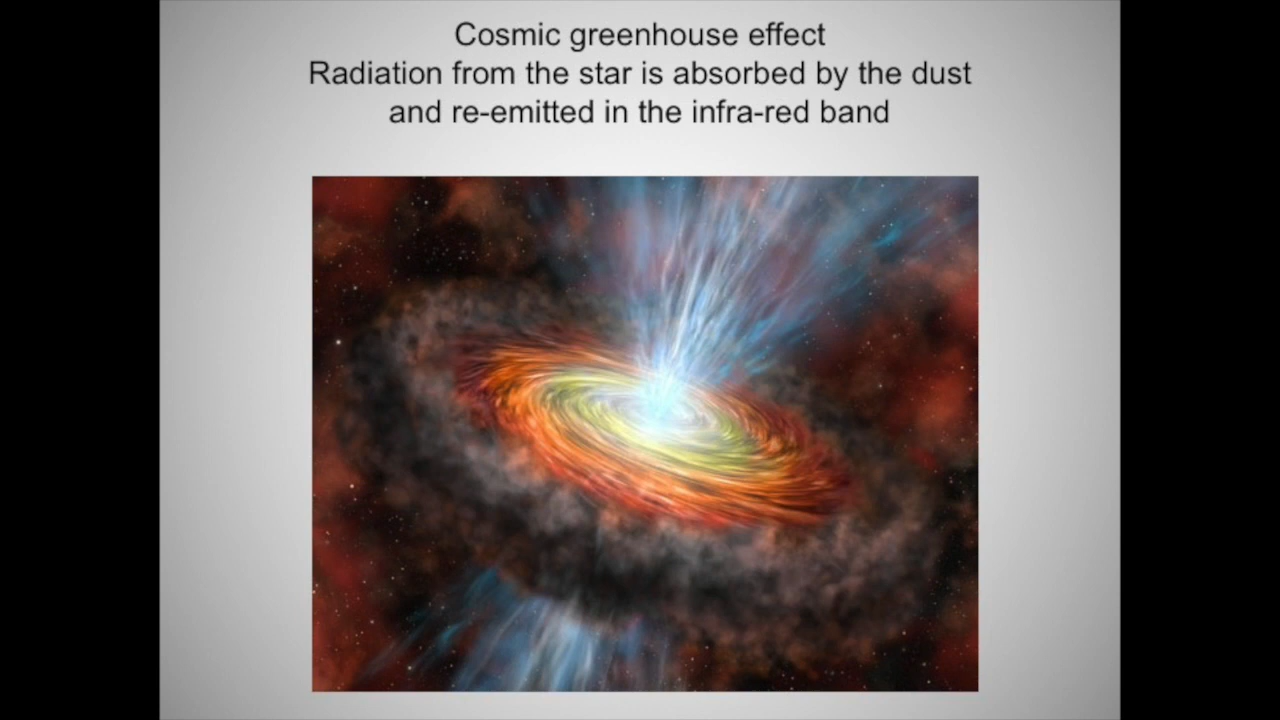 Cosmic greenhouse effect
Radiation from the star is absorbed by the dust
and re-emitted in the infra-red band